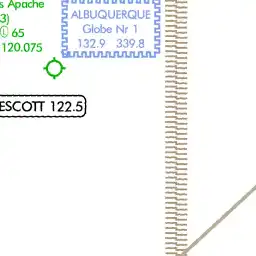 s Apache
3)
Ⓒ 65
120.075
ALBUQUERQUE
Globe Nr 1
132.9 339.8
ESCOTT 122.5